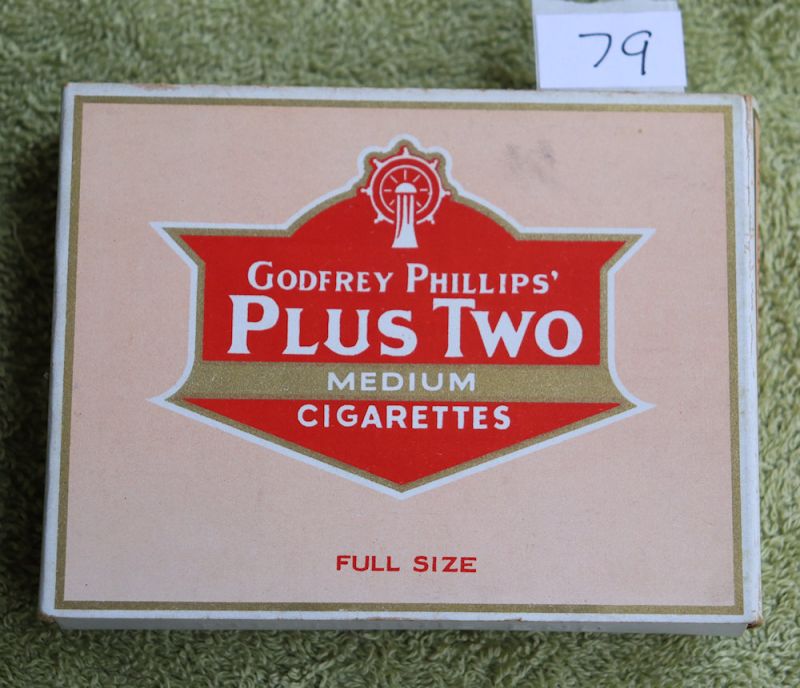 79
GODFREY PHILLIPS'
PLUS TWO
MEDIUM
CIGARETTES
FULL SIZE